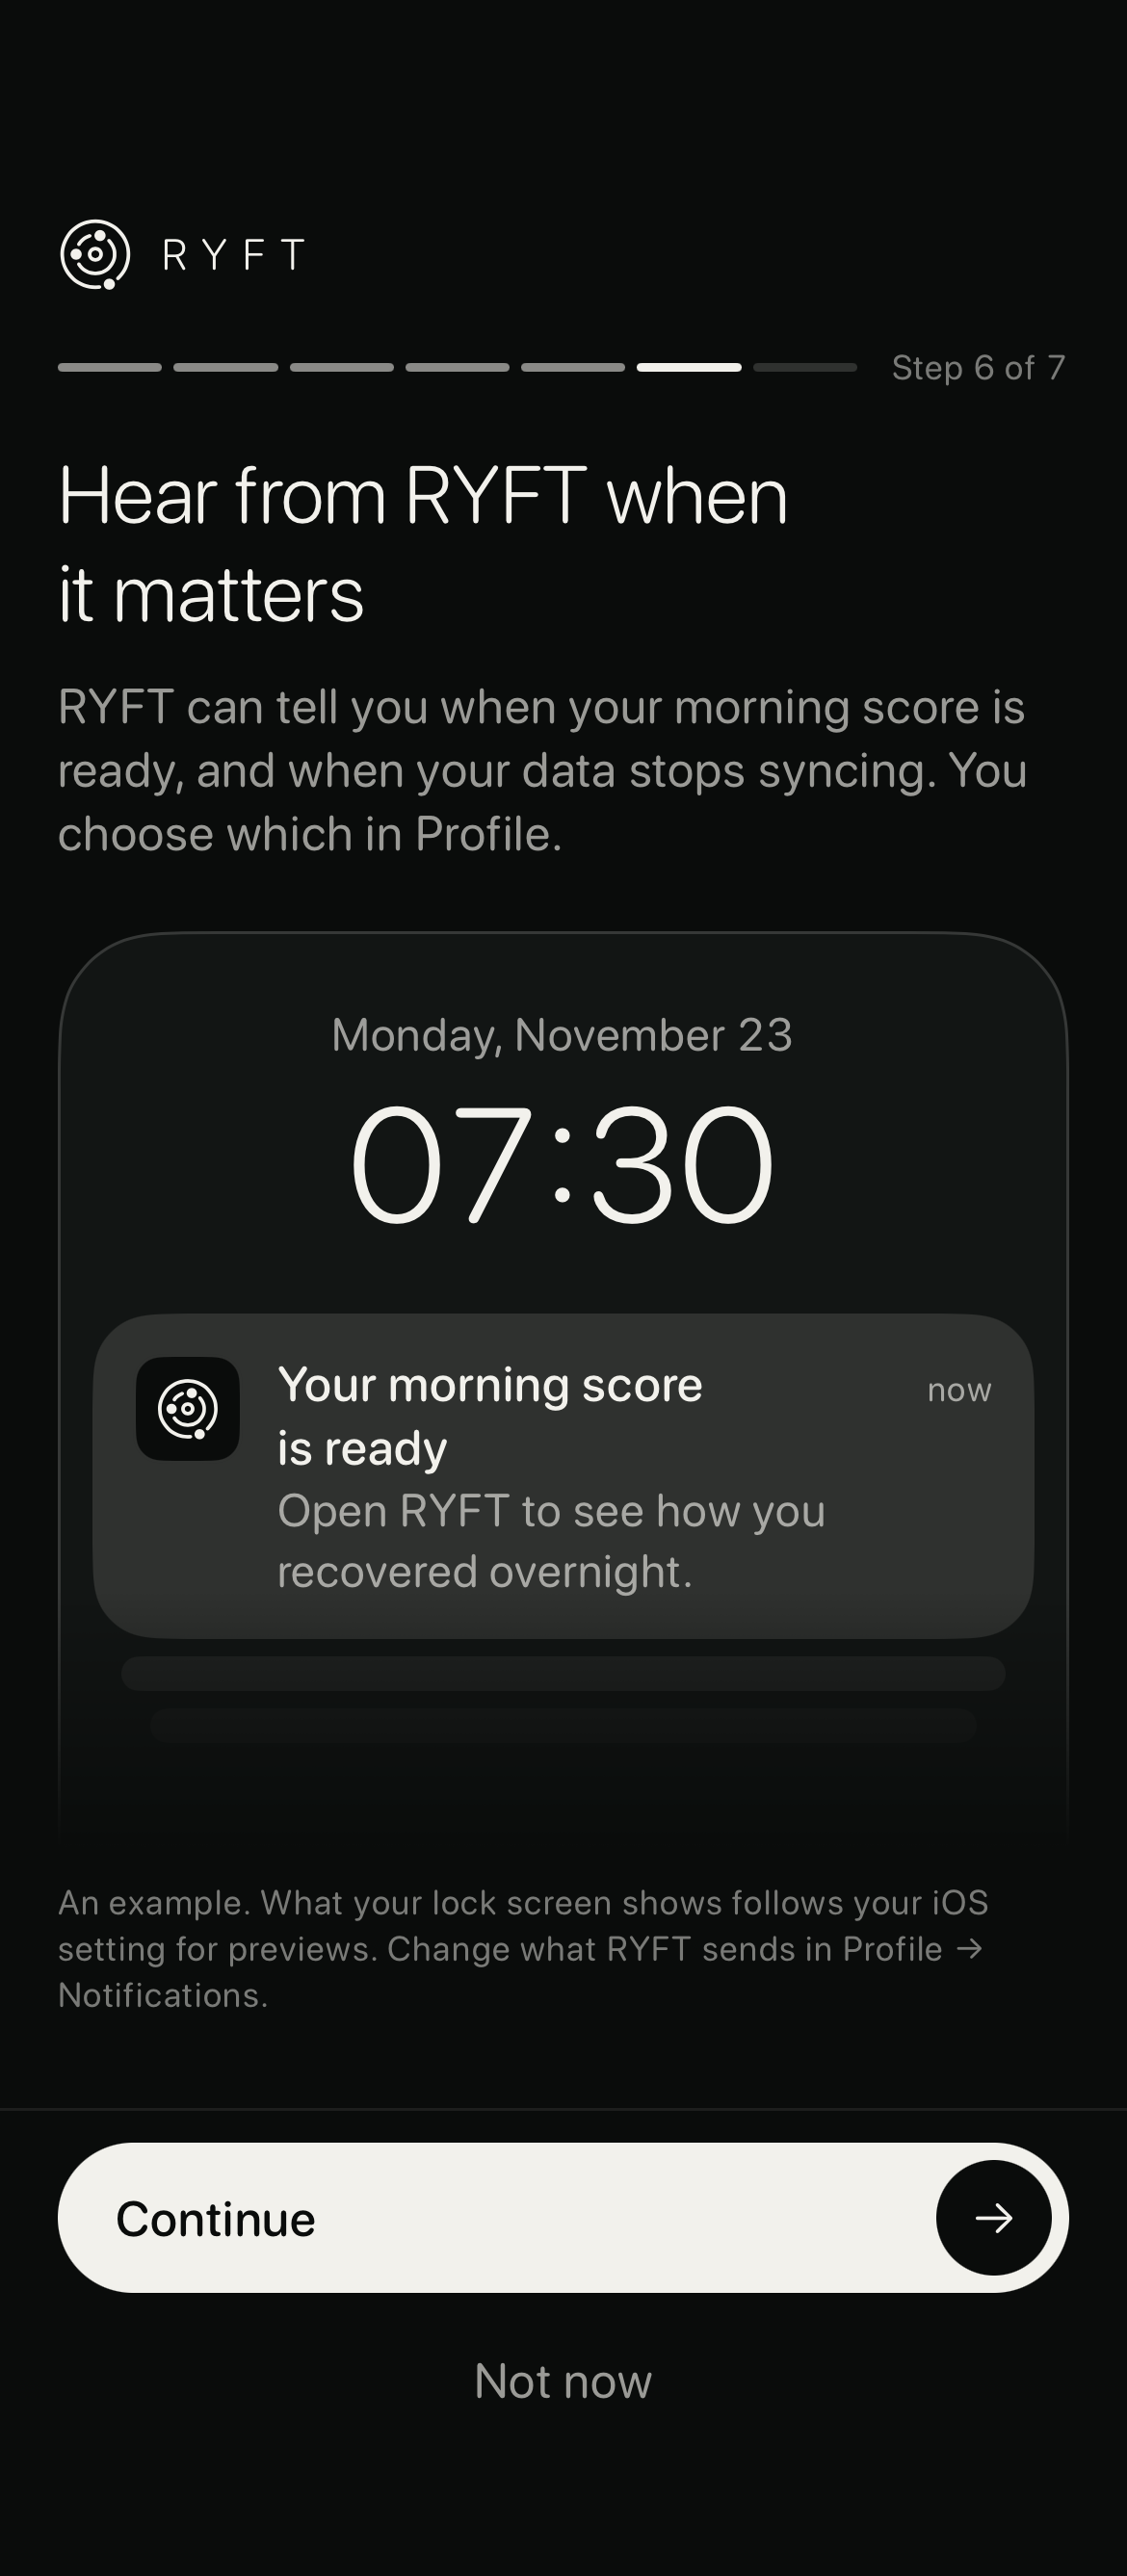 RYFT
Step 6 of 7
Hear from RYFT when
it matters
RYFT can tell you when your morning score is
ready, and when your data stops syncing. You
choose which in Profile.
Monday, November 23
07:30
Your morning score
now
is ready
Open RYFT to see how you
recovered overnight.
An example. What your lock screen shows follows your iOS
setting for previews. Change what RYFT sends in Profile →
Notifications.
Continue
Not now